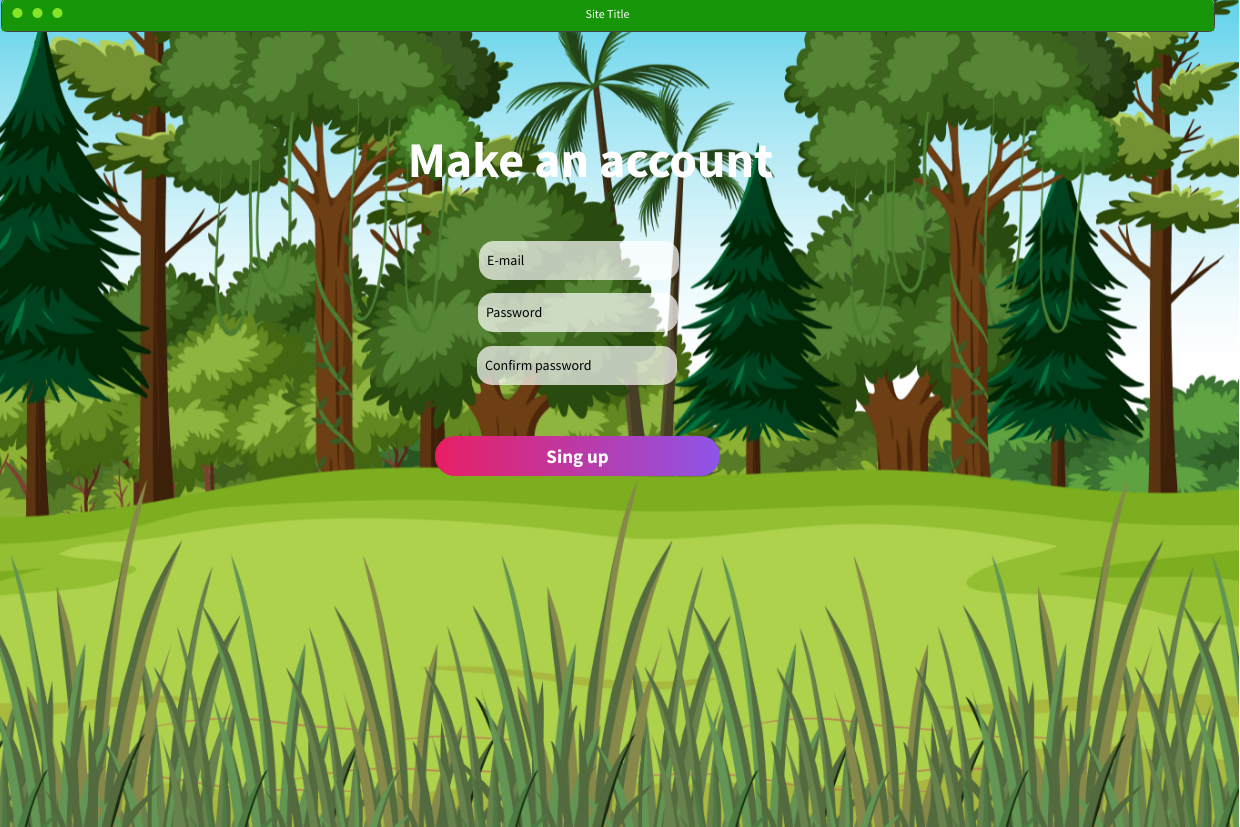 Site Title
Make an account
E-mail
Password
Confirm password
Sing up